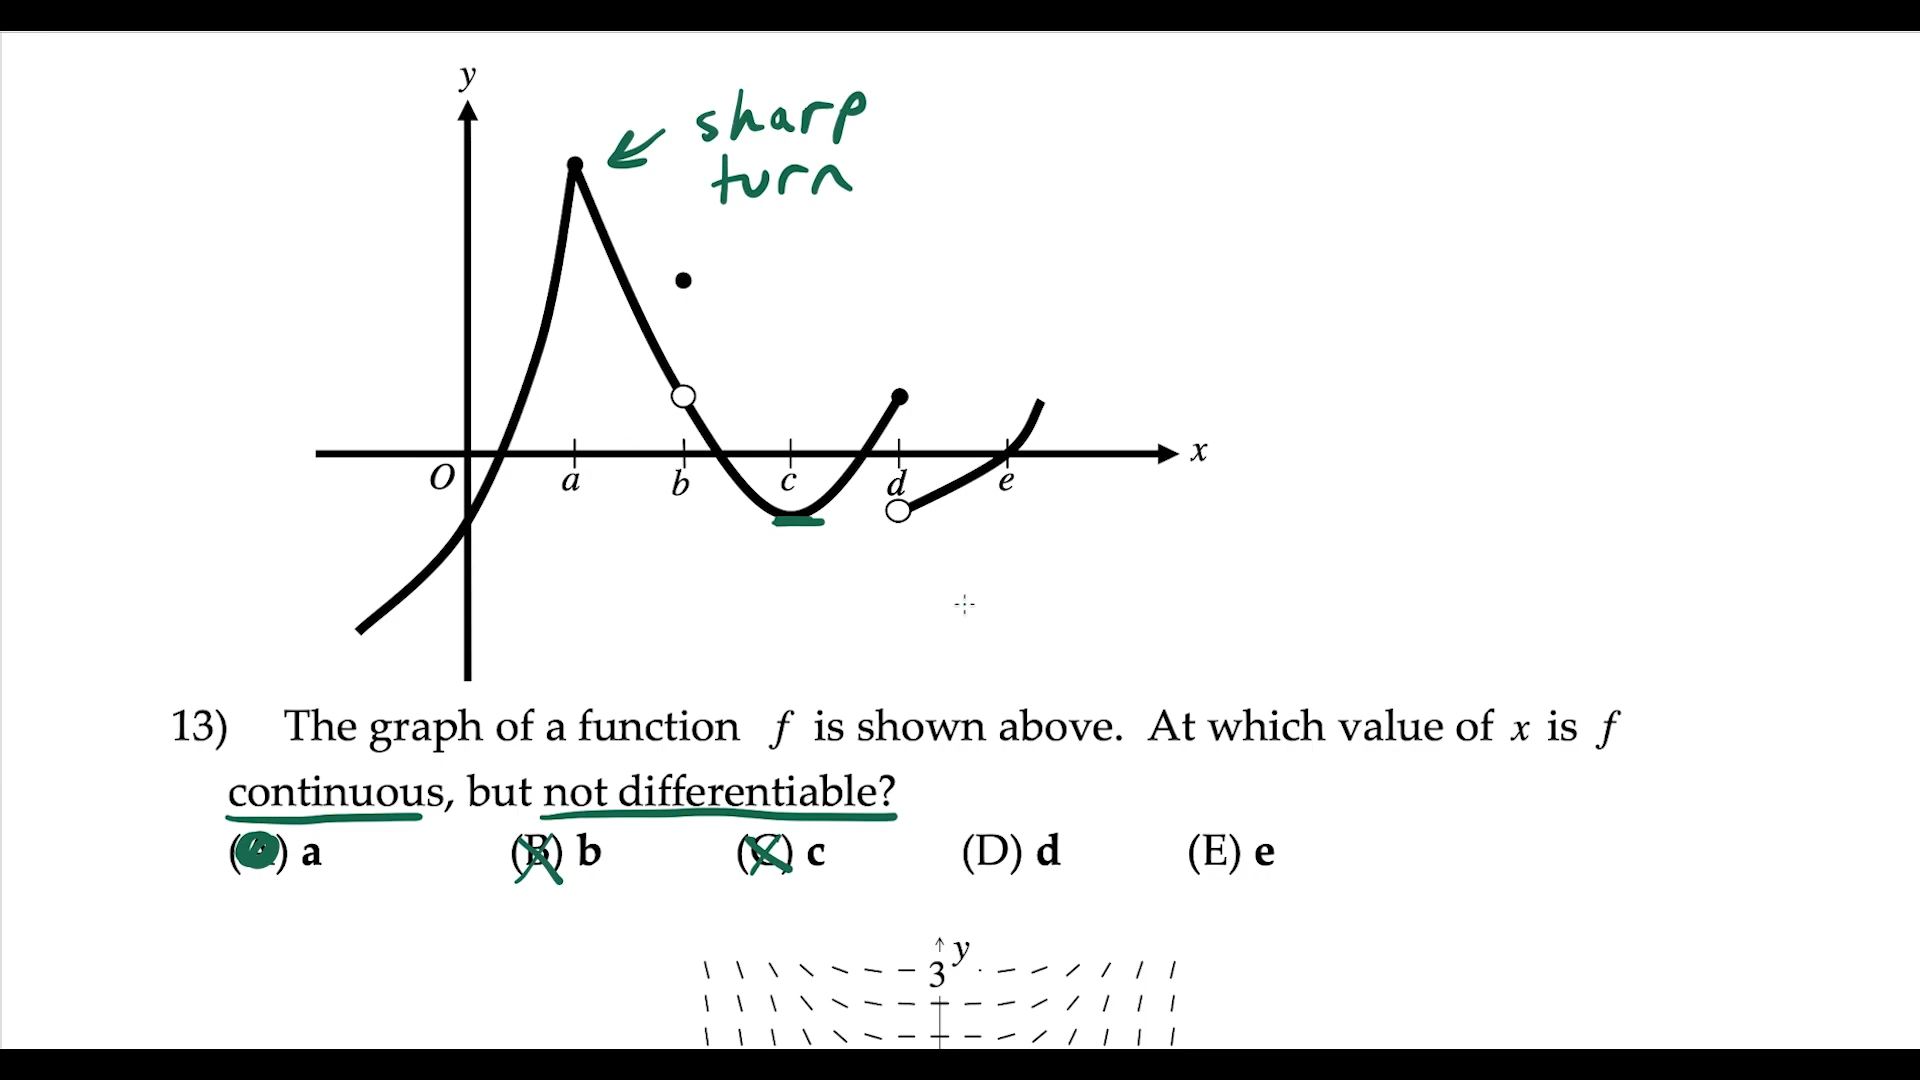 y
sharp
turn
x
O a b c d e
13) The graph of a function f is shown above. At which value of x is f
continuous, but not differentiable?
() a (B) b (C) c (D) d (E) e
y
3